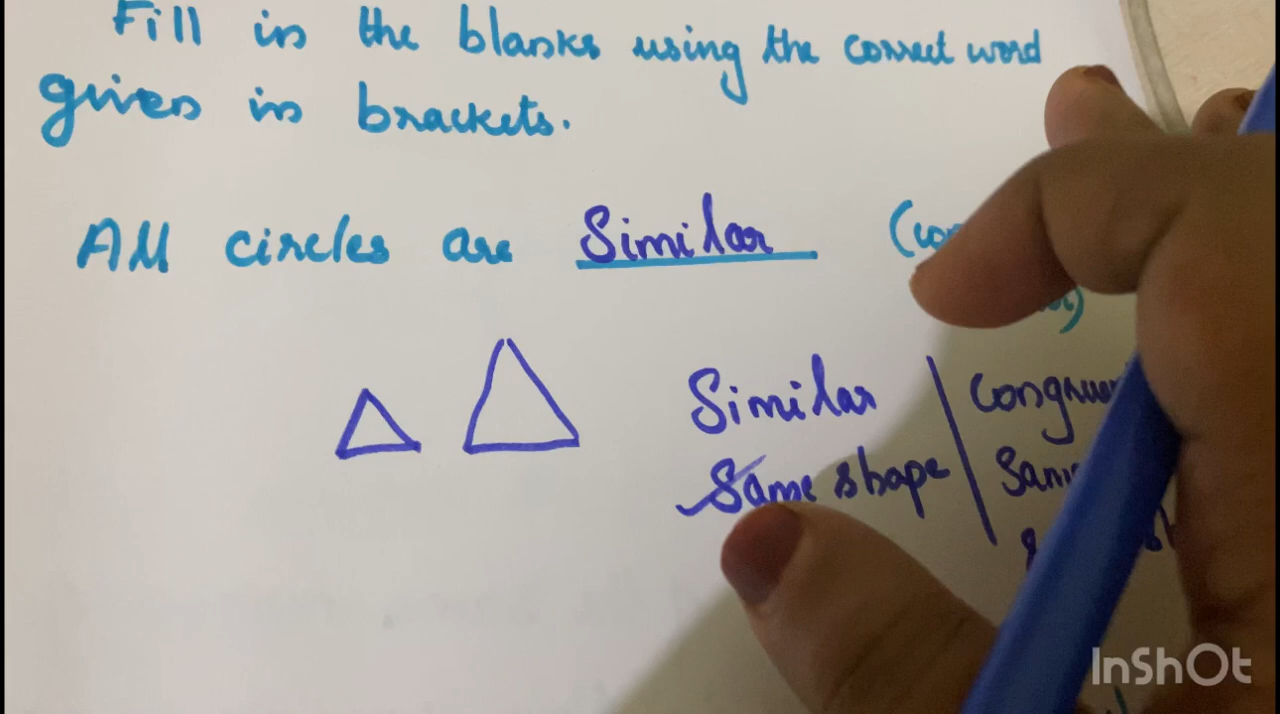 Fill in the blanks using the correct word
given in brackets.
All circles are Similar (con
Similar
Same shape
InShOt